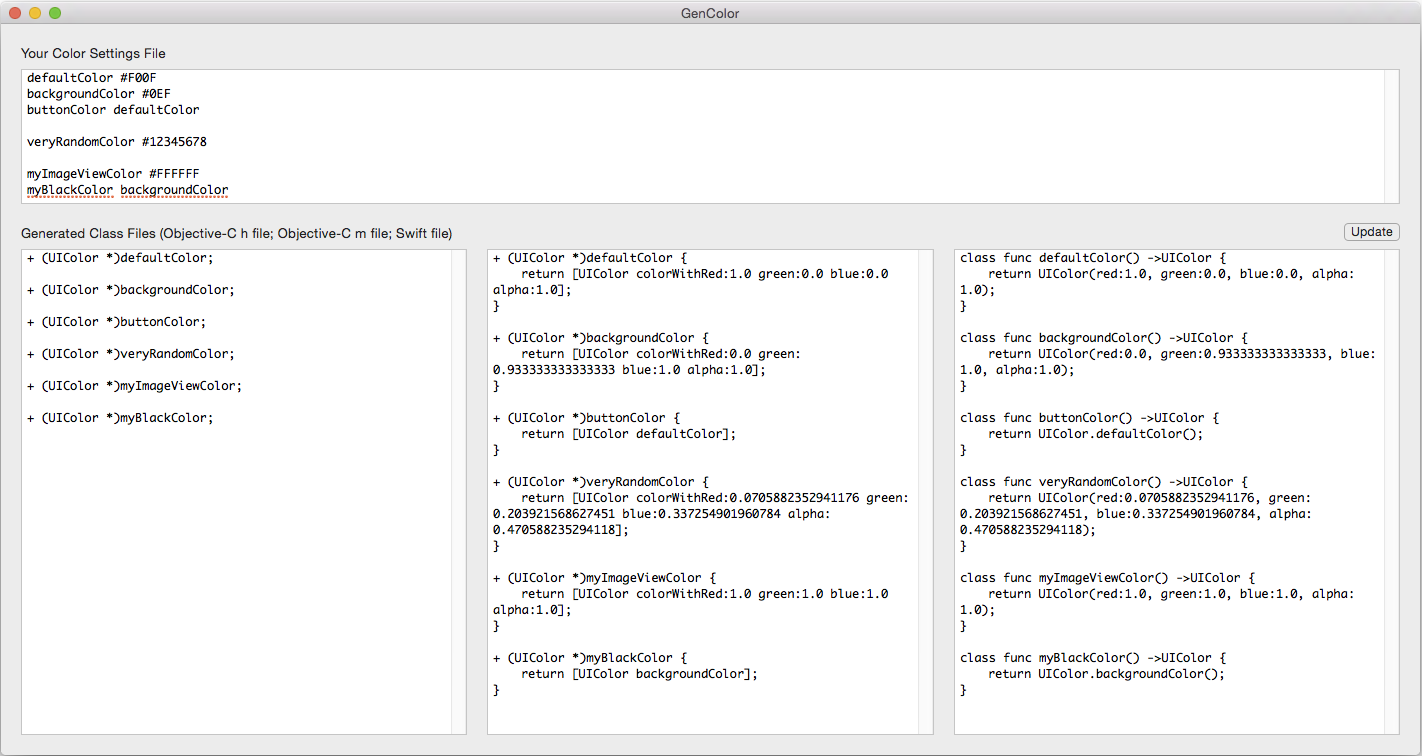 GenColor
Your Color Settings File
defaultColor #F00F
backgroundColor #0EF
buttonColor defaultColor
veryRandomColor #12345678
myImageViewColor #FFFFFF
myBlackColor backgroundColor
Generated Class Files (Objective-C h file; Objective-C m file; Swift file)
Update
+ (UIColor *)defaultColor;
+ (UIColor *)backgroundColor;
+ (UIColor *)buttonColor;
+ (UIColor *)veryRandomColor;
+ (UIColor *)myImageViewColor;
+ (UIColor *)myBlackColor;
+ (UIColor *)defaultColor {
    return [UIColor colorWithRed:1.0 green:0.0 blue:0.0
alpha:1.0];
}
+ (UIColor *)backgroundColor {
    return [UIColor colorWithRed:0.0 green:
0.933333333333333 blue:1.0 alpha:1.0];
}
+ (UIColor *)buttonColor {
    return [UIColor defaultColor];
}
+ (UIColor *)veryRandomColor {
    return [UIColor colorWithRed:0.0705882352941176 green:
0.203921568627451 blue:0.337254901960784 alpha:
0.470588235294118];
}
+ (UIColor *)myImageViewColor {
    return [UIColor colorWithRed:1.0 green:1.0 blue:1.0
alpha:1.0];
}
+ (UIColor *)myBlackColor {
    return [UIColor backgroundColor];
}
class func defaultColor() ->UIColor {
    return UIColor(red:1.0, green:0.0, blue:0.0, alpha:
1.0);
}
class func backgroundColor() ->UIColor {
    return UIColor(red:0.0, green:0.933333333333333, blue:
1.0, alpha:1.0);
}
class func buttonColor() ->UIColor {
    return UIColor.defaultColor();
}
class func veryRandomColor() ->UIColor {
    return UIColor(red:0.0705882352941176, green:
0.203921568627451, blue:0.337254901960784, alpha:
0.470588235294118);
}
class func myImageViewColor() ->UIColor {
    return UIColor(red:1.0, green:1.0, blue:1.0, alpha:
1.0);
}
class func myBlackColor() ->UIColor {
    return UIColor.backgroundColor();
}